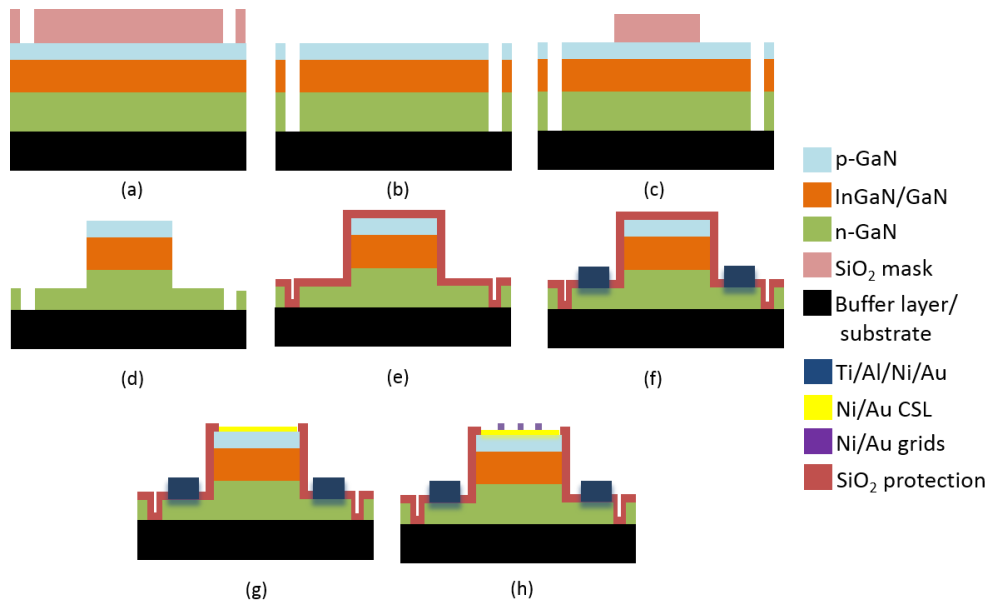 (a)
(b)
(c)
p-GaN
InGaN/GaN
n-GaN
SiO₂ mask
Buffer layer/
substrate
Ti/Al/Ni/Au
Ni/Au CSL
Ni/Au grids
SiO₂ protection
(d)
(e)
(f)
(g)
(h)